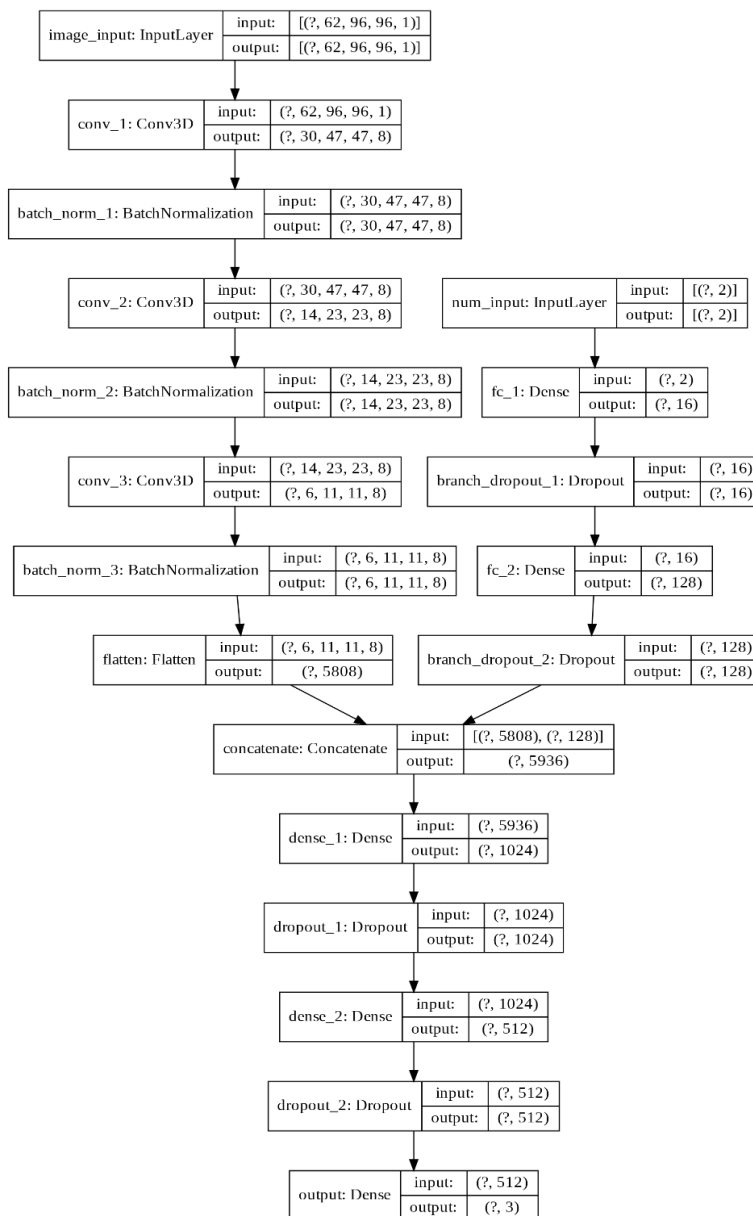 image_input: InputLayer
input: [(?, 62, 96, 96, 1)]
output: [(?, 62, 96, 96, 1)]
conv_1: Conv3D
input: (?, 62, 96, 96, 1)
output: (?, 30, 47, 47, 8)
batch_norm_1: BatchNormalization
input: (?, 30, 47, 47, 8)
output: (?, 30, 47, 47, 8)
conv_2: Conv3D
input: (?, 30, 47, 47, 8)
output: (?, 14, 23, 23, 8)
batch_norm_2: BatchNormalization
input: (?, 14, 23, 23, 8)
output: (?, 14, 23, 23, 8)
conv_3: Conv3D
input: (?, 14, 23, 23, 8)
output: (?, 6, 11, 11, 8)
batch_norm_3: BatchNormalization
input: (?, 6, 11, 11, 8)
output: (?, 6, 11, 11, 8)
flatten: Flatten
input: (?, 6, 11, 11, 8)
output: (?, 5808)
num_input: InputLayer
input: [(?, 2)]
output: [(?, 2)]
fc_1: Dense
input: (?, 2)
output: (?, 16)
branch_dropout_1: Dropout
input: (?, 16)
output: (?, 16)
fc_2: Dense
input: (?, 16)
output: (?, 128)
branch_dropout_2: Dropout
input: (?, 128)
output: (?, 128)
concatenate: Concatenate
input: [(?, 5808), (?, 128)]
output: (?, 5936)
dense_1: Dense
input: (?, 5936)
output: (?, 1024)
dropout_1: Dropout
input: (?, 1024)
output: (?, 1024)
dense_2: Dense
input: (?, 1024)
output: (?, 512)
dropout_2: Dropout
input: (?, 512)
output: (?, 512)
output: Dense
input: (?, 512)
output: (?, 3)